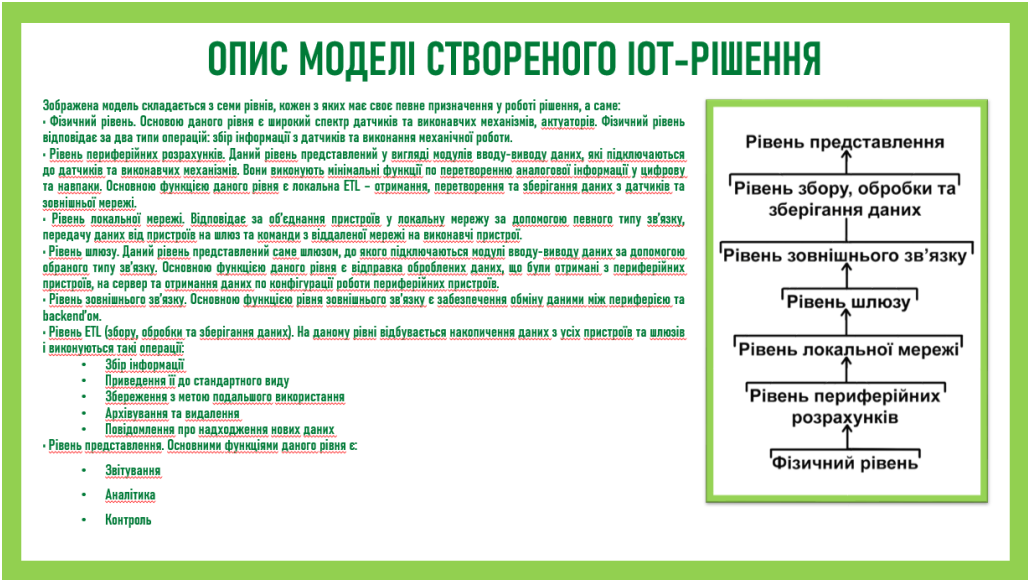 ОПИС МОДЕЛІ СТВОРЕНОГО ІОТ-РІШЕННЯ
Зображена модель складається з семи рівнів, кожен з яких має своє певне призначення у роботі рішення, а саме:
• Фізичний рівень. Основою даного рівня є широкий спектр датчиків та виконавчих механізмів, актуаторів. Фізичний рівень
відповідає за два типи операцій: збір інформації з датчиків та виконання механічної роботи.
• Рівень периферійних розрахунків. Даний рівень представлений у вигляді модулів вводу-виводу даних, які підключаються
до датчиків та виконавчих механізмів. Вони виконують мінімальні функції по перетворенню аналогової інформації у цифрову
та навпаки. Основною функцією даного рівня є локальна ETL – отримання, перетворення та зберігання даних з датчиків та
зовнішньої мережі.
• Рівень локальної мережі. Відповідає за об'єднання пристроїв у локальну мережу за допомогою певного типу зв'язку,
передачу даних від пристроїв на шлюз та команди з віддаленої мережі на виконавчі пристрої.
• Рівень шлюзу. Даний рівень представлений саме шлюзом, до якого підключаються модулі вводу-виводу даних за допомогою
обраного типу зв'язку. Основною функцією даного рівня є відправка оброблених даних, що були отримані з периферійних
пристроїв, на сервер та отримання даних по конфігурації роботи периферійних пристроїв.
• Рівень зовнішнього зв'язку. Основною функцією рівня зовнішнього зв'язку є забезпечення обміну даними між периферією та
backend'ом.
• Рівень ETL (збору, обробки та зберігання даних). На даному рівні відбувається накопичення даних з усіх пристроїв та шлюзів
і виконуються такі операції:
• Збір інформації
• Приведення її до стандартного виду
• Збереження з метою подальшого використання
• Архівування та видалення
• Повідомлення про надходження нових даних
• Рівень представлення. Основними функціями даного рівня є:
• Звітування
• Аналітика
• Контроль
Рівень представлення
Рівень збору, обробки та
зберігання даних
Рівень зовнішнього зв'язку
Рівень шлюзу
Рівень локальної мережі
Рівень периферійних
розрахунків
Фізичний рівень